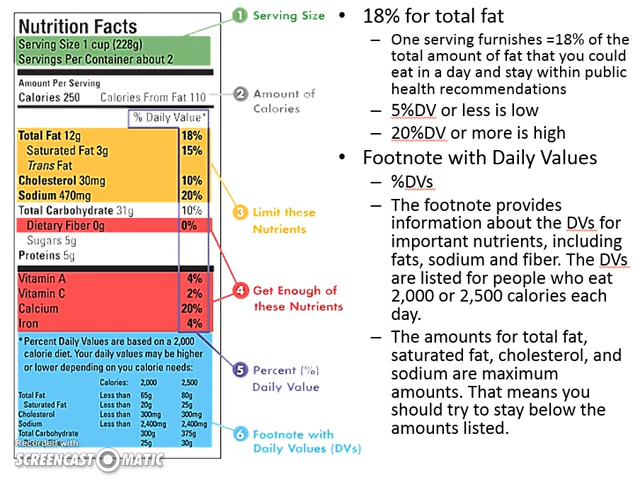 Nutrition Facts
Serving Size 1 cup (228g)
Servings Per Container about 2
Amount Per Serving
Calories 250 Calories From Fat 110
% Daily Value*
Total Fat 12g 18%
Saturated Fat 3g 15%
Trans Fat
Cholesterol 30mg 10%
Sodium 470mg 20%
Total Carbohydrate 31g 10%
Dietary Fiber 0g 0%
Sugars 5g
Proteins 5g
Vitamin A 4%
Vitamin C 2%
Calcium 20%
Iron 4%
* Percent Daily Values are based on a 2,000
calorie diet. Your daily values may be higher
or lower depending on you calorie needs:
Calories: 2,000 2,500
Total Fat Less than 65g 80g
Saturated Fat Less than 20g 25g
Cholesterol Less than 300mg 300mg
Sodium Less than 2,400mg 2,400mg
Total Carbohydrate 300g 375g
25g 30g
Recorded with
SCREENCAST-O-MATIC
1 Serving Size
2 Amount of
Calories
3 Limit these
Nutrients
4 Get Enough of
these Nutrients
5 Percent (%)
Daily Value
6 Footnote with
Daily Values (DVs)
• 18% for total fat
– One serving furnishes =18% of the
total amount of fat that you could
eat in a day and stay within public
health recommendations
– 5%DV or less is low
– 20%DV or more is high
• Footnote with Daily Values
– %DVs
– The footnote provides
information about the DVs for
important nutrients, including
fats, sodium and fiber. The DVs
are listed for people who eat
2,000 or 2,500 calories each
day.
– The amounts for total fat,
saturated fat, cholesterol, and
sodium are maximum
amounts. That means you
should try to stay below the
amounts listed.